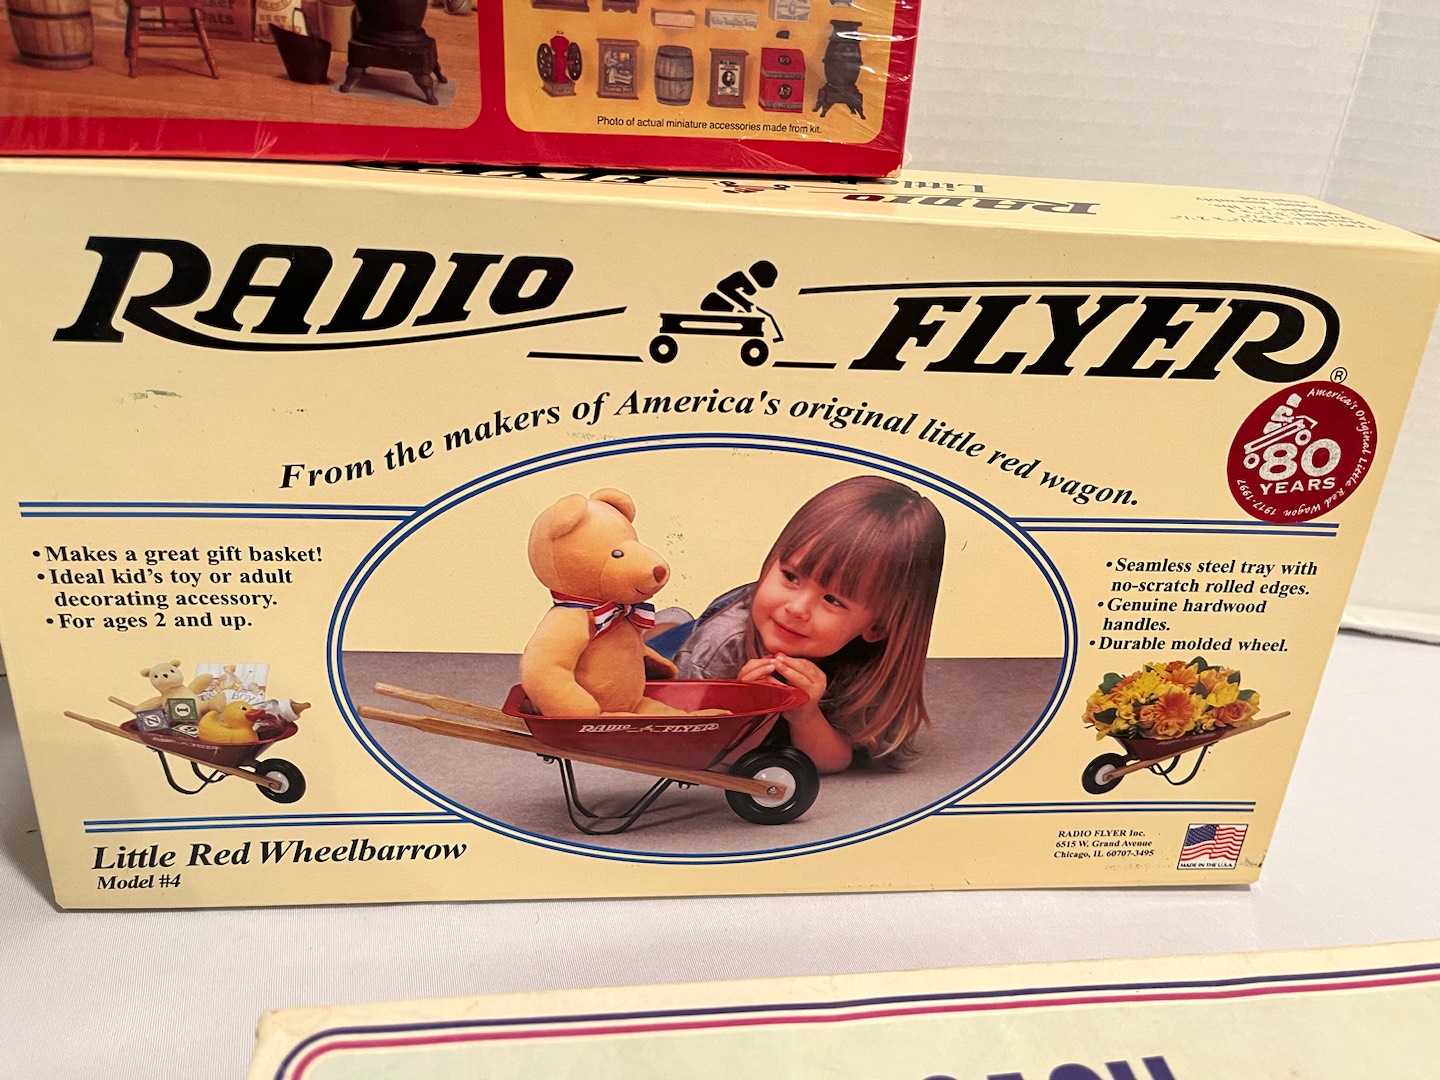 Photo of actual miniature accessories made from kit.
RADIO FLYER
RADIO FLYER®
From the makers of America's original little red wagon.
America's Original Little Red Wagon 1917-1997
80
YEARS
•Makes a great gift basket!
•Ideal kid's toy or adult
decorating accessory.
•For ages 2 and up.
•Seamless steel tray with
no-scratch rolled edges.
•Genuine hardwood
handles.
•Durable molded wheel.
RADIO FLYER
Little Red Wheelbarrow
Model #4
RADIO FLYER Inc.
6515 W. Grand Avenue
Chicago, IL 60707-3495
MADE IN THE U.S.A.